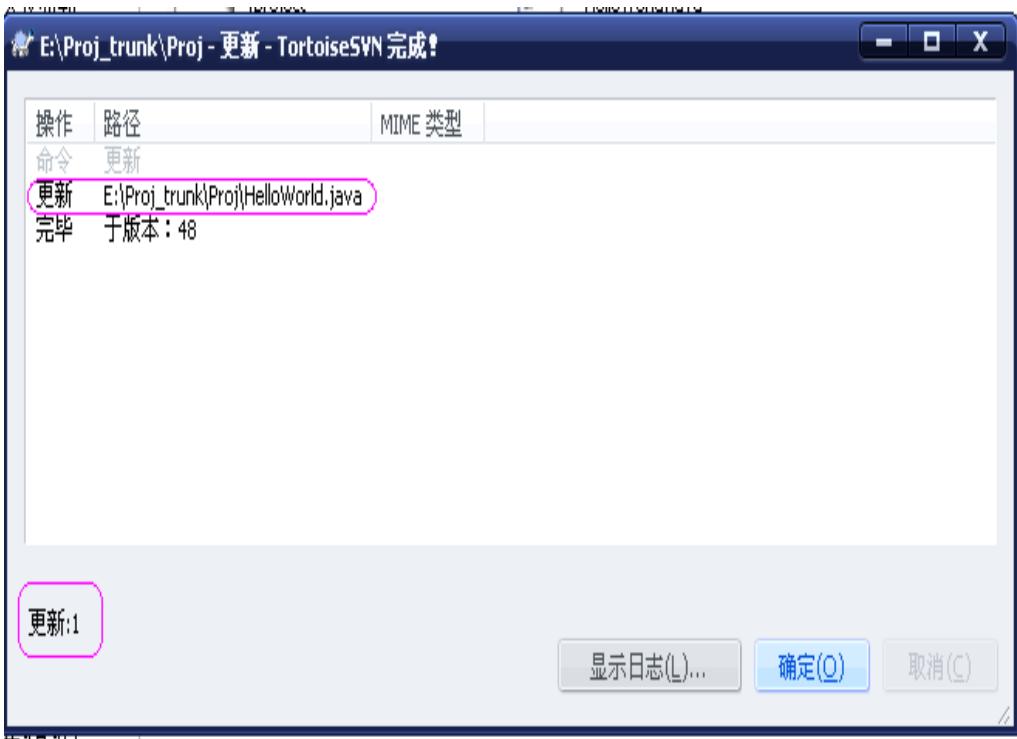 E:\Proj_trunk\Proj - 更新 - TortoiseSVN 完成!
操作 路径 MIME 类型
命令 更新
更新 E:\Proj_trunk\Proj\HelloWorld.java
完毕 于版本：48
更新:1
显示日志(L)... 确定(O) 取消(C)